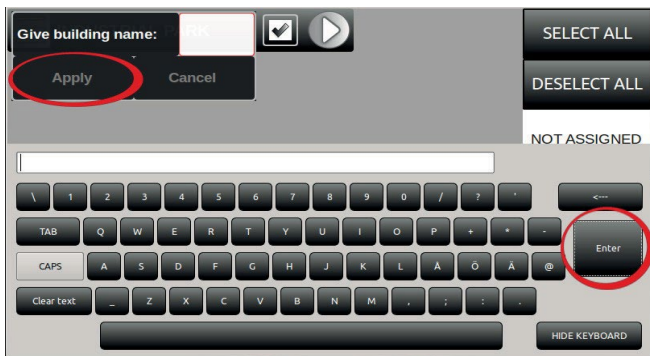 Give building name:
SELECT ALL
Apply Cancel
DESELECT ALL
NOT ASSIGNED
\ 1 2 3 4 5 6 7 8 9 0 / ? ' <---
TAB Q W E R T Y U I O P + * -
Enter
CAPS A S D F G H J K L Å Ö Ä @
Clear text _ Z X C V B N M , ; : .
HIDE KEYBOARD